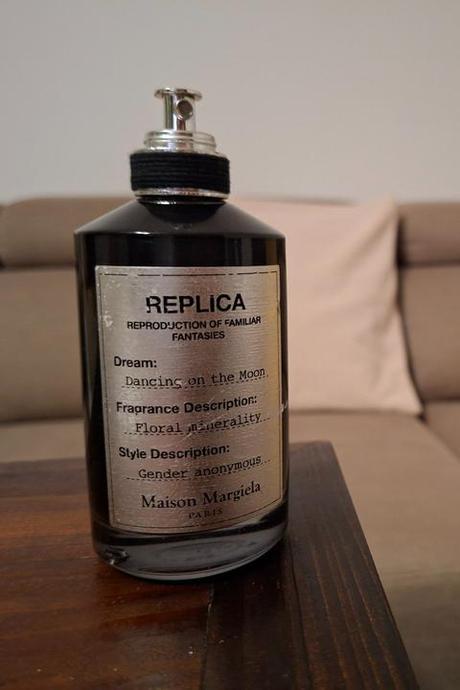 REPLICA
REPRODUCTION OF FAMILIAR
FANTASIES
Dream:
Dancing on the Moon
Fragrance Description:
Floral minerality
Style Description:
Gender anonymous
Maison Margiela
PARIS